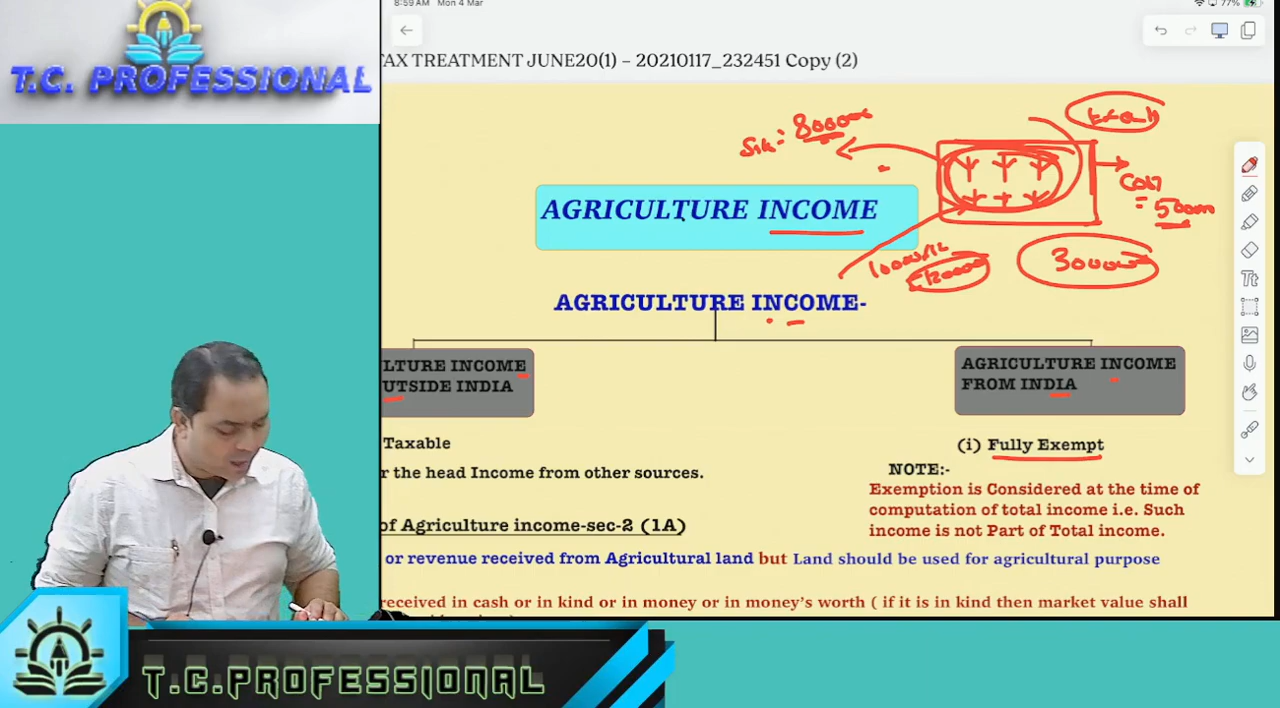 8:59 AM Mon 4 Mar
77%
T.C. PROFESSIONAL
TAX TREATMENT JUNE20(1) – 20210117_232451 Copy (2)
AGRICULTURE INCOME
AGRICULTURE INCOME-
LTURE INCOME
UTSIDE INDIA
AGRICULTURE INCOME
FROM INDIA
Taxable
(i) Fully Exempt
r the head Income from other sources.
NOTE:-
Exemption is Considered at the time of
computation of total income i.e. Such
income is not Part of Total income.
of Agriculture income-sec-2 (1A)
or revenue received from Agricultural land but Land should be used for agricultural purpose
received in cash or in kind or in money or in money's worth ( if it is in kind then market value shall
T.C.PROFESSIONAL